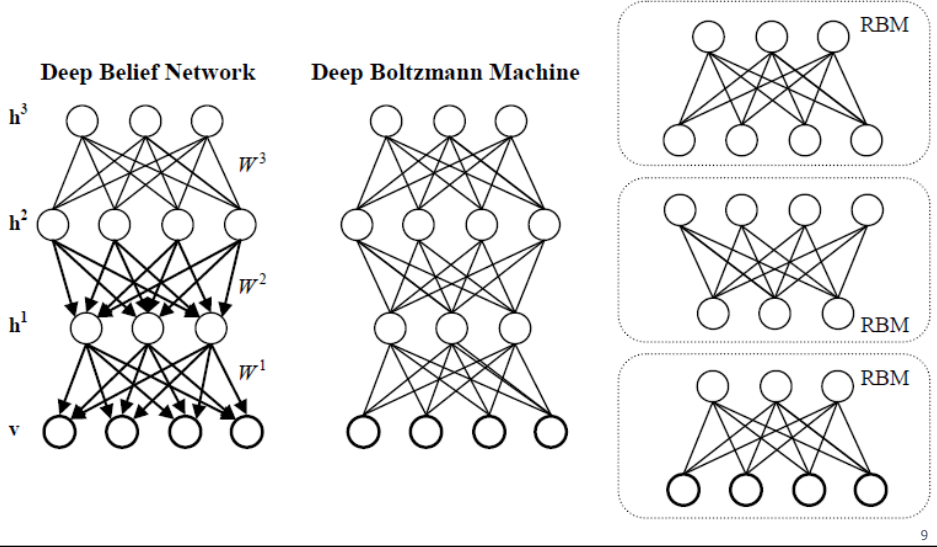 RBM
Deep Belief Network
Deep Boltzmann Machine
h³
W³
h²
W²
RBM
h¹
W¹
RBM
v
9